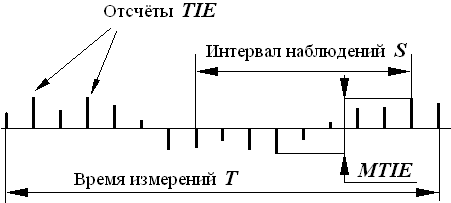 Отсчёты TIE
Интервал наблюдений S
Время измерений T
MTIE